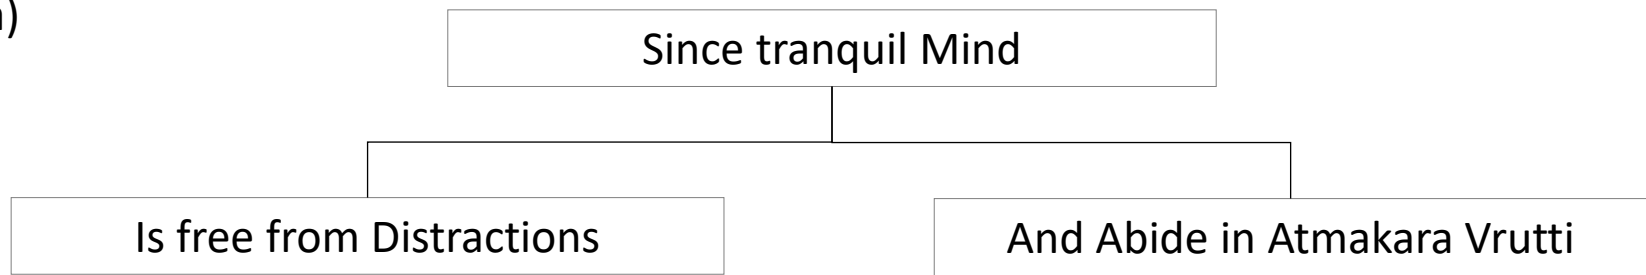 Since tranquil Mind
Is free from Distractions
And Abide in Atmakara Vrutti